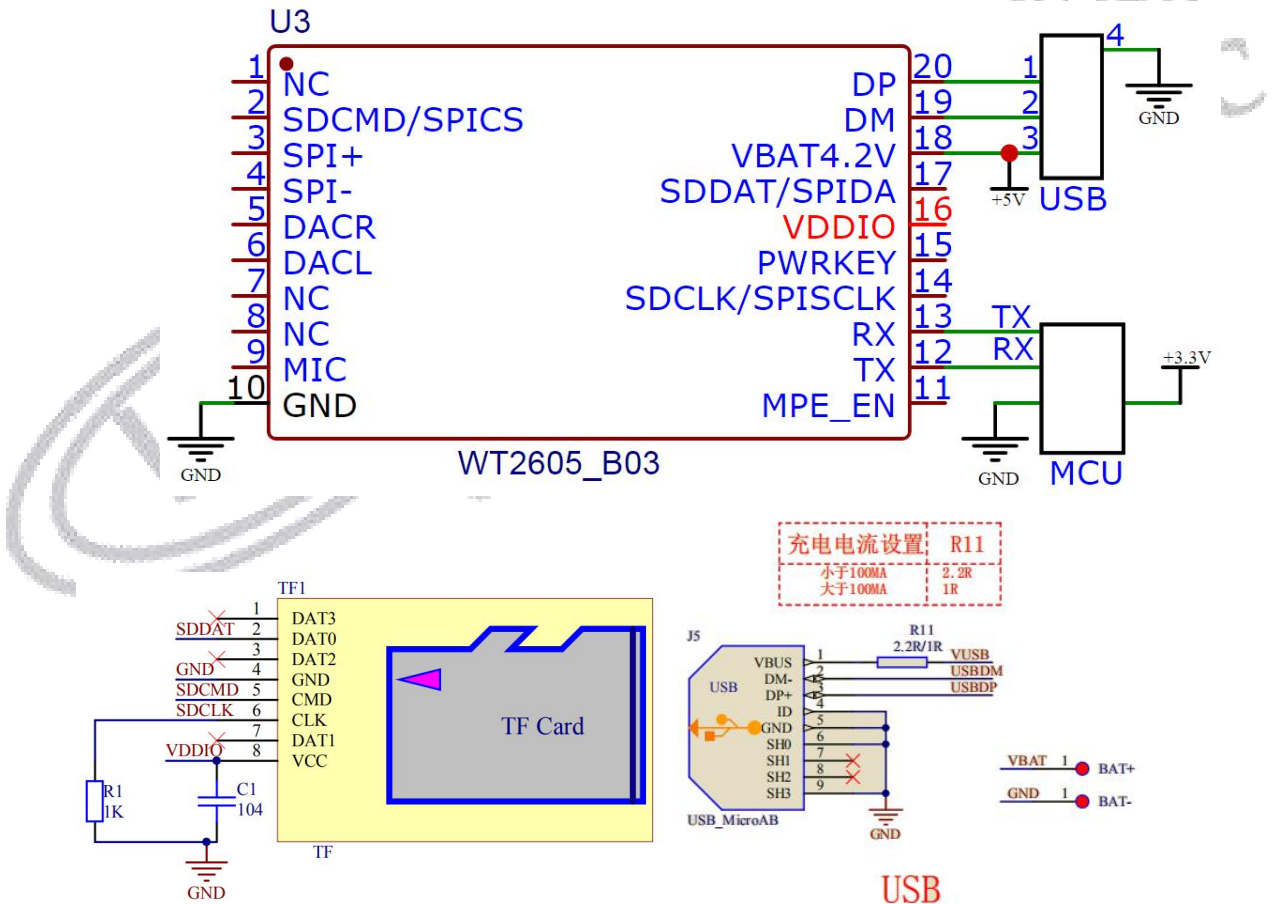 U3
1 NC
2 SDCMD/SPICS
3 SPI+
4 SPI-
5 DACR
6 DACL
7 NC
8 NC
9 MIC
10 GND
GND
DP 20
DM 19
VBAT4.2V 18
SDDAT/SPIDA 17
VDDIO 16
PWRKEY 15
SDCLK/SPISCLK 14
RX 13
TX 12
MPE_EN 11
WT2605_B03
1
2
3
4
GND
+5V
USB
TX
RX
+3.3V
GND
MCU
TF1
1 DAT3
SDDAT 2 DAT0
3 DAT2
GND 4 GND
SDCMD 5 CMD
SDCLK 6 CLK
7 DAT1
VDDIO 8 VCC
TF Card
R1
1K
C1
104
GND
TF
充电电流设置 R11
小于100MA 2.2R
大于100MA 1R
J5
R11
2.2R/1R
USB
VBUS 1 VUSB
DM- 2 USBDM
DP+ 3 USBDP
ID 4
GND 5
SH0 6
SH1 7
SH2 8
SH3 9
USB_MicroAB
GND
VBAT 1 BAT+
GND 1 BAT-
USB